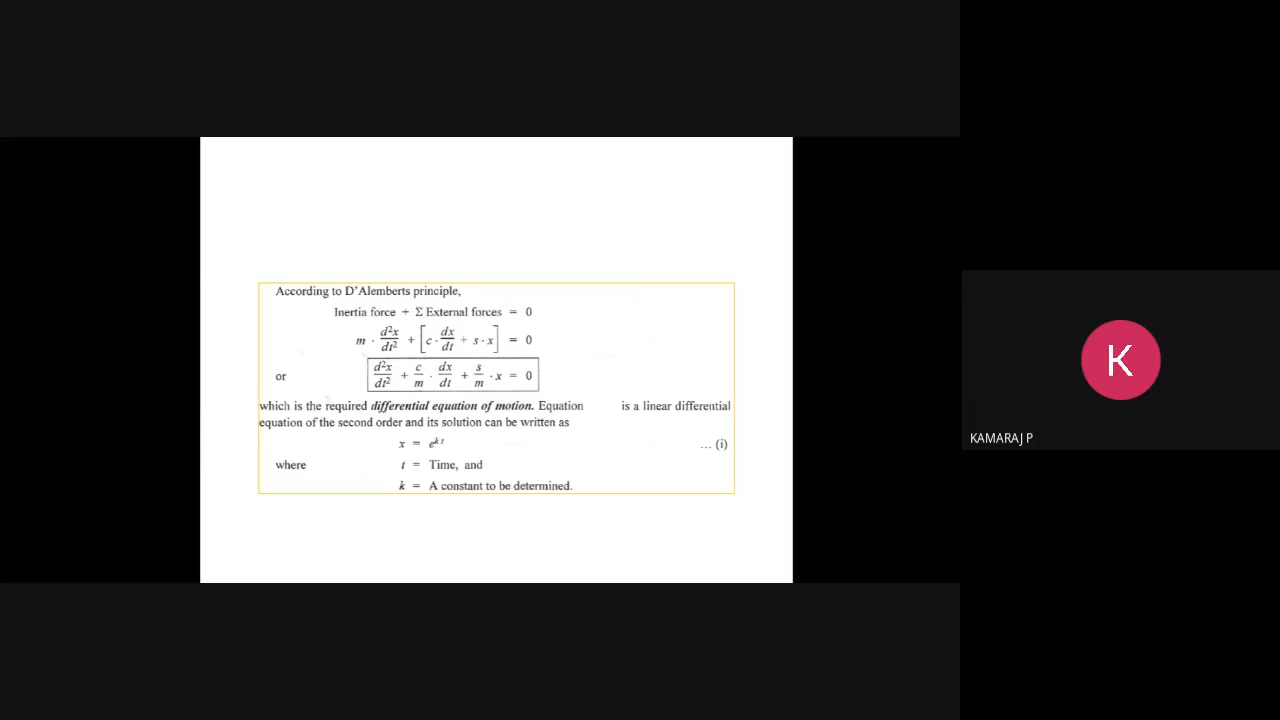 According to D'Alemberts principle,
Inertia force + Σ External forces = 0
m · d²x/dt² + [c · dx/dt + s · x] = 0
or d²x/dt² + c/m · dx/dt + s/m · x = 0
which is the required differential equation of motion. Equation is a linear differential
equation of the second order and its solution can be written as
x = e^{kt} ... (i)
where t = Time, and
k = A constant to be determined.
K
KAMARAJ P